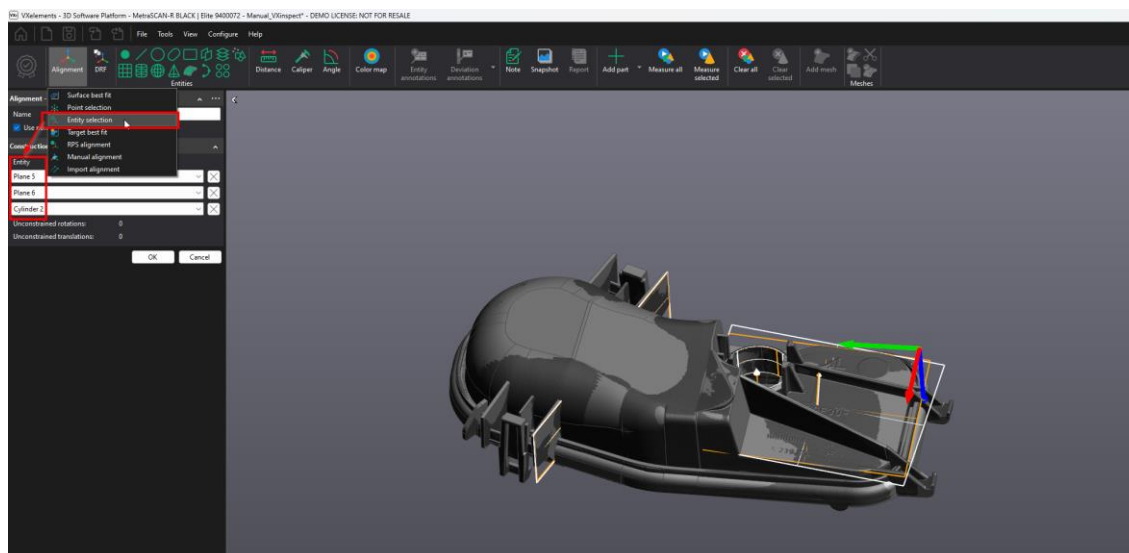 VXelements - 3D Software Platform - MetraSCAN-R BLACK | Elite 9400072 - Manual_VXinspect* - DEMO LICENSE: NOT FOR RESALE
File Tools View Configure Help
Alignment DRF Entities Distance Caliper Angle Color map Entity annotations Deviation annotations Note Snapshot Report Add part Measure all Measure selected Clear all Clear selected Add mesh Meshes
Alignment -
Surface best fit
Point selection
Name
Entity selection
Use
Target best fit
RPS alignment
Construction
Manual alignment
Entity
Import alignment
Plane 5
Plane 6
Cylinder 2
Unconstrained rotations: 0
Unconstrained translations: 0
OK Cancel